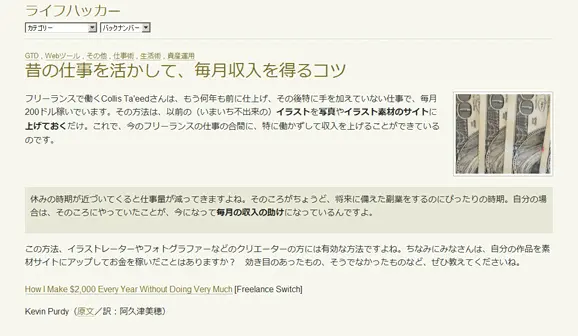 ライフハッカー
カテゴリー バックナンバー
GTD , Webツール , その他 , 仕事術 , 生活術 , 資産運用
昔の仕事を活かして、毎月収入を得るコツ
フリーランスで働くCollis Ta'eedさんは、もう何年も前に仕上げ、その後特に手を加えていない仕事で、毎月
200ドル稼いでいます。その方法は、以前の（いまいち不出来の）イラストを写真やイラスト素材のサイトに
上げておくだけ。これで、今のフリーランスの仕事の合間に、特に働かずして収入を上げることができている
のです。
休みの時期が近づいてくると仕事量が減ってきますよね。そのころがちょうど、将来に備えた副業をするのにぴったりの時期。自分の場
合は、そのころにやっていたことが、今になって毎月の収入の助けになっているんですよ。
この方法、イラストレーターやフォトグラファーなどのクリエーターの方には有効な方法ですよね。ちなみにみなさんは、自分の作品を素
材サイトにアップしてお金を稼いだことはありますか？ 効き目のあったもの、そうでなかったものなど、ぜひ教えてくださいね。
How I Make $2,000 Every Year Without Doing Very Much [Freelance Switch]
Kevin Purdy（原文／訳：阿久津美穂）